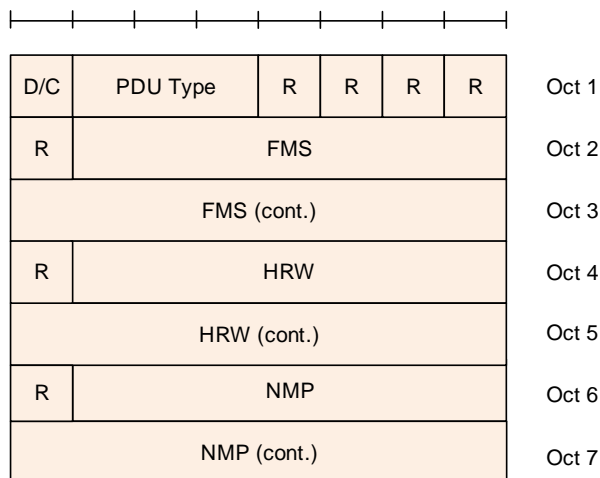 D/C PDU Type R R R R Oct 1
R FMS Oct 2
FMS (cont.) Oct 3
R HRW Oct 4
HRW (cont.) Oct 5
R NMP Oct 6
NMP (cont.) Oct 7